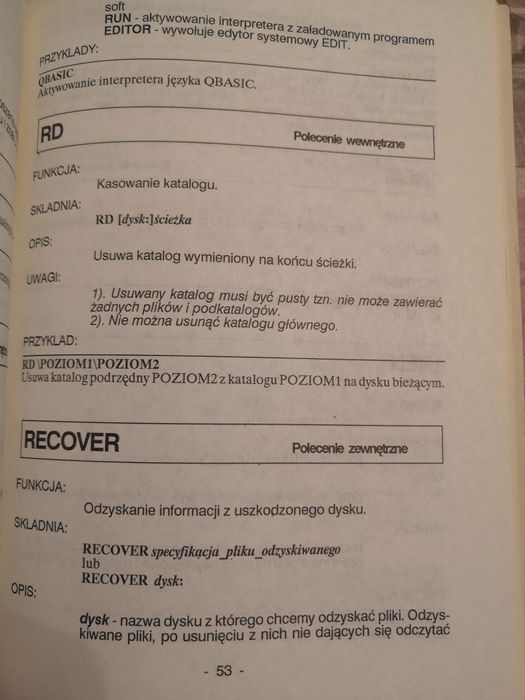 soft
RUN - aktywowanie interpretera z załadowanym programem
EDITOR - wywołuje edytor systemowy EDIT.
PRZYKŁADY:
QBASIC
Aktywowanie interpretera języka QBASIC.
RD Polecenie wewnętrzne
FUNKCJA:
Kasowanie katalogu.
SKŁADNIA:
RD [dysk:]ścieżka
OPIS:
Usuwa katalog wymieniony na końcu ścieżki.
UWAGI:
1). Usuwany katalog musi być pusty tzn. nie może zawierać
żadnych plików i podkatalogów.
2). Nie można usunąć katalogu głównego.
PRZYKŁAD:
RD \POZIOM1\POZIOM2
Usuwa katalog podrzędny POZIOM2 z katalogu POZIOM1 na dysku bieżącym.
RECOVER Polecenie zewnętrzne
FUNKCJA:
Odzyskanie informacji z uszkodzonego dysku.
SKŁADNIA:
RECOVER specyfikacja_pliku_odzyskiwanego
lub
RECOVER dysk:
OPIS:
dysk - nazwa dysku z którego chcemy odzyskać pliki. Odzys-
kiwane pliki, po usunięciu z nich nie dających się odczytać
- 53 -